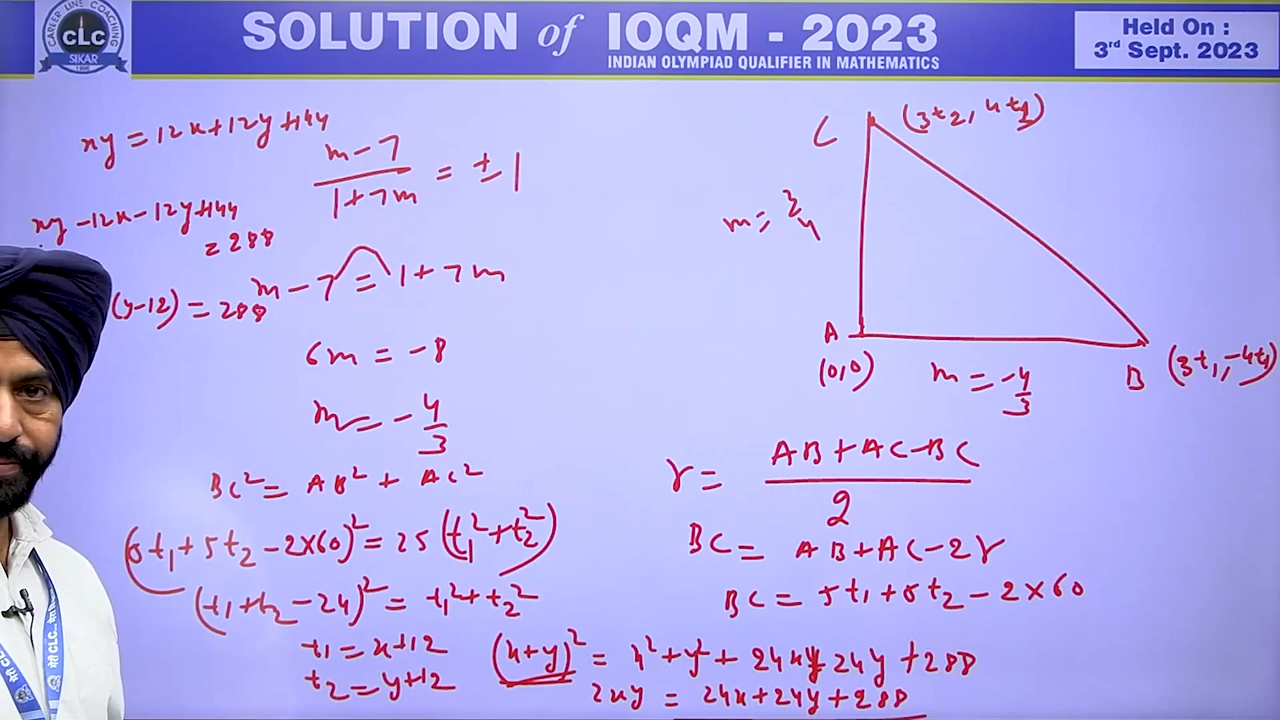 CAREER LINE COACHING
CLC
SIKAR
SOLUTION of IOQM - 2023
INDIAN OLYMPIAD QUALIFIER IN MATHEMATICS
Held On :
3rd Sept. 2023
xy = 12x+12y+144
m-7/1+7m = ±1
xy -12x-12y+144
= 288
(y-12) = 288
m - 7 = 1 + 7m
6m = -8
m = -4/3
BC² = AB² + AC²
(5t₁+5t₂-2×60)² = 25(t₁²+t₂²)
(t₁+t₂-24)² = t₁²+t₂²
t₁ = x+12
t₂ = y+12
(x+y)² = x²+y²+24x+24y+288
2xy = 24x+24y+288
C
(3t₂, 4t₂)
m = 3/4
A
(0,0)
m = -4/3
B
(3t₁, -4t₁)
r = AB+AC-BC/2
BC = AB+AC-2r
BC = 5t₁+5t₂-2×60
मेरी CLC